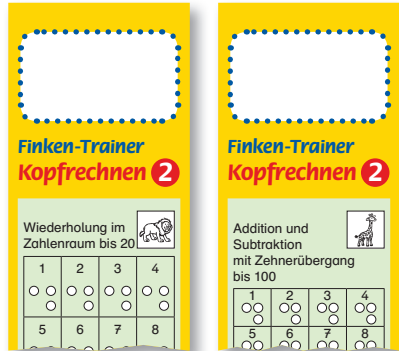 Finken-Trainer
Kopfrechnen 2
Wiederholung im
Zahlenraum bis 20
1 2 3 4
5 6 7 8
Finken-Trainer
Kopfrechnen 2
Addition und
Subtraktion
mit Zehnerübergang
bis 100
1 2 3 4
5 6 7 8